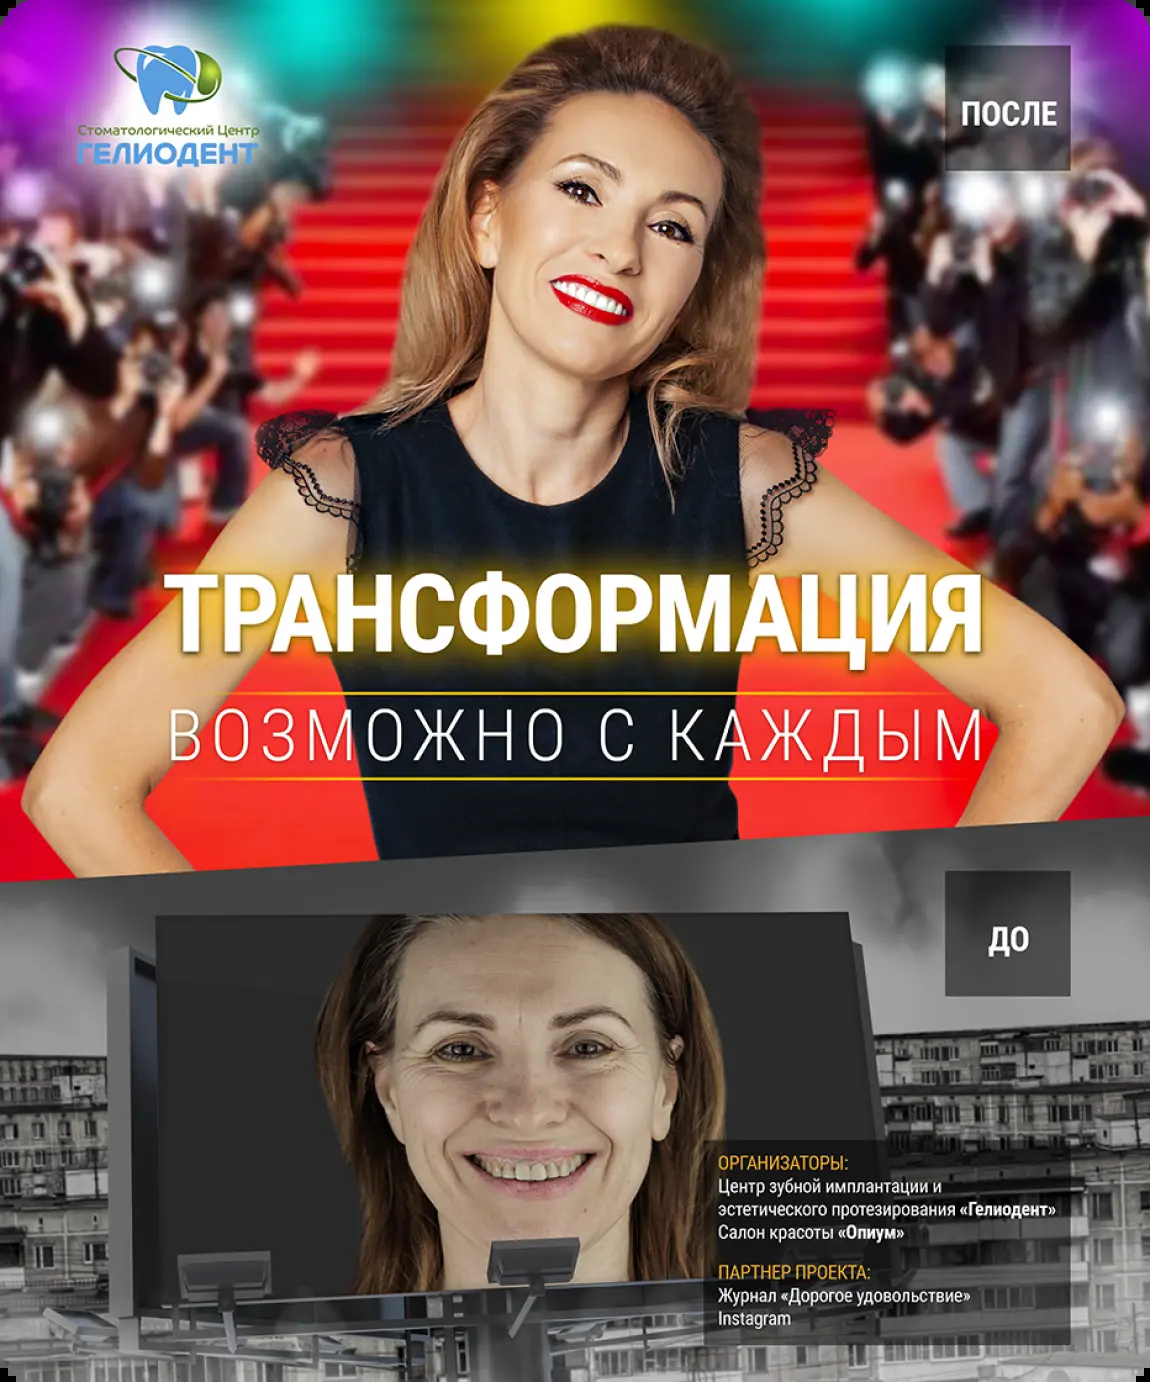 Стоматологический Центр
ГЕЛИОДЕНТ
ПОСЛЕ
ТРАНСФОРМАЦИЯ
ВОЗМОЖНО С КАЖДЫМ
ДО
ОРГАНИЗАТОРЫ:
Центр зубной имплантации и
эстетического протезирования «Гелиодент»
Салон красоты «Опиум»
ПАРТНЕР ПРОЕКТА:
Журнал «Дорогое удовольствие»
Instagram